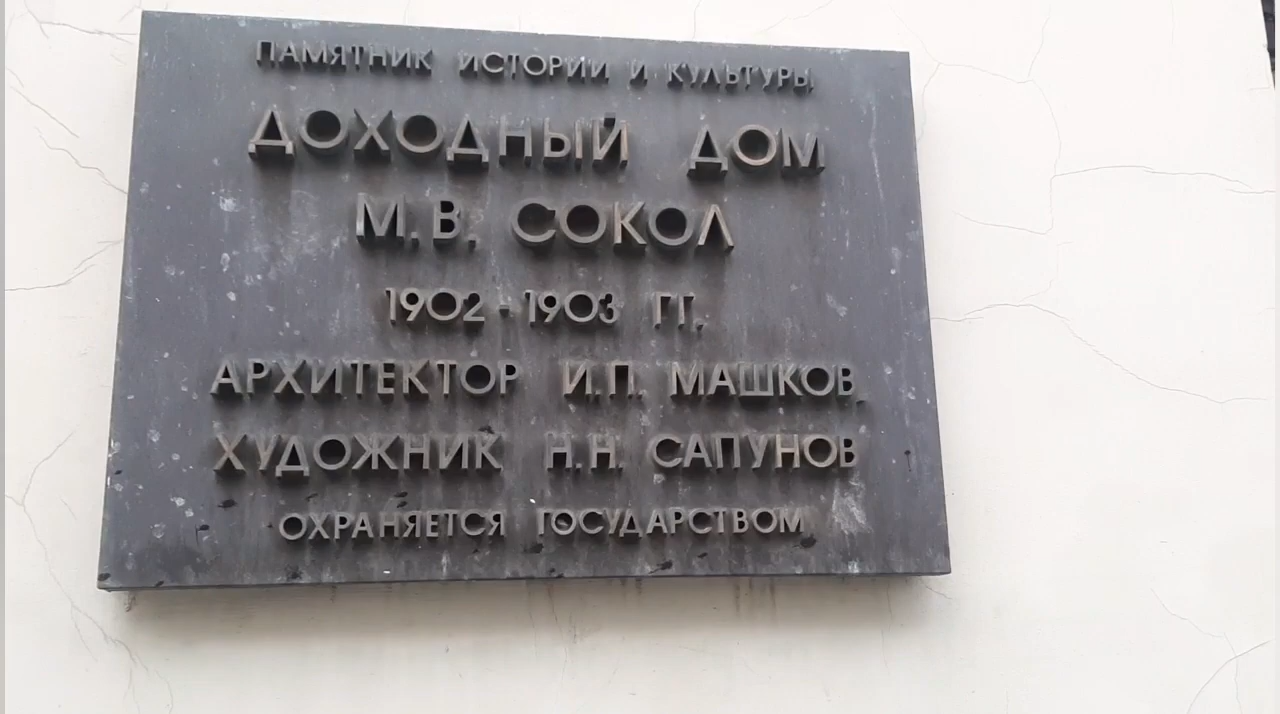 ПАМЯТНИК ИСТОРИИ И КУЛЬТУРЫ
ДОХОДНЫЙ ДОМ
М.В. СОКОЛ
1902-1903 ГГ.
АРХИТЕКТОР И.П. МАШКОВ,
ХУДОЖНИК Н.Н. САПУНОВ
ОХРАНЯЕТСЯ ГОСУДАРСТВОМ